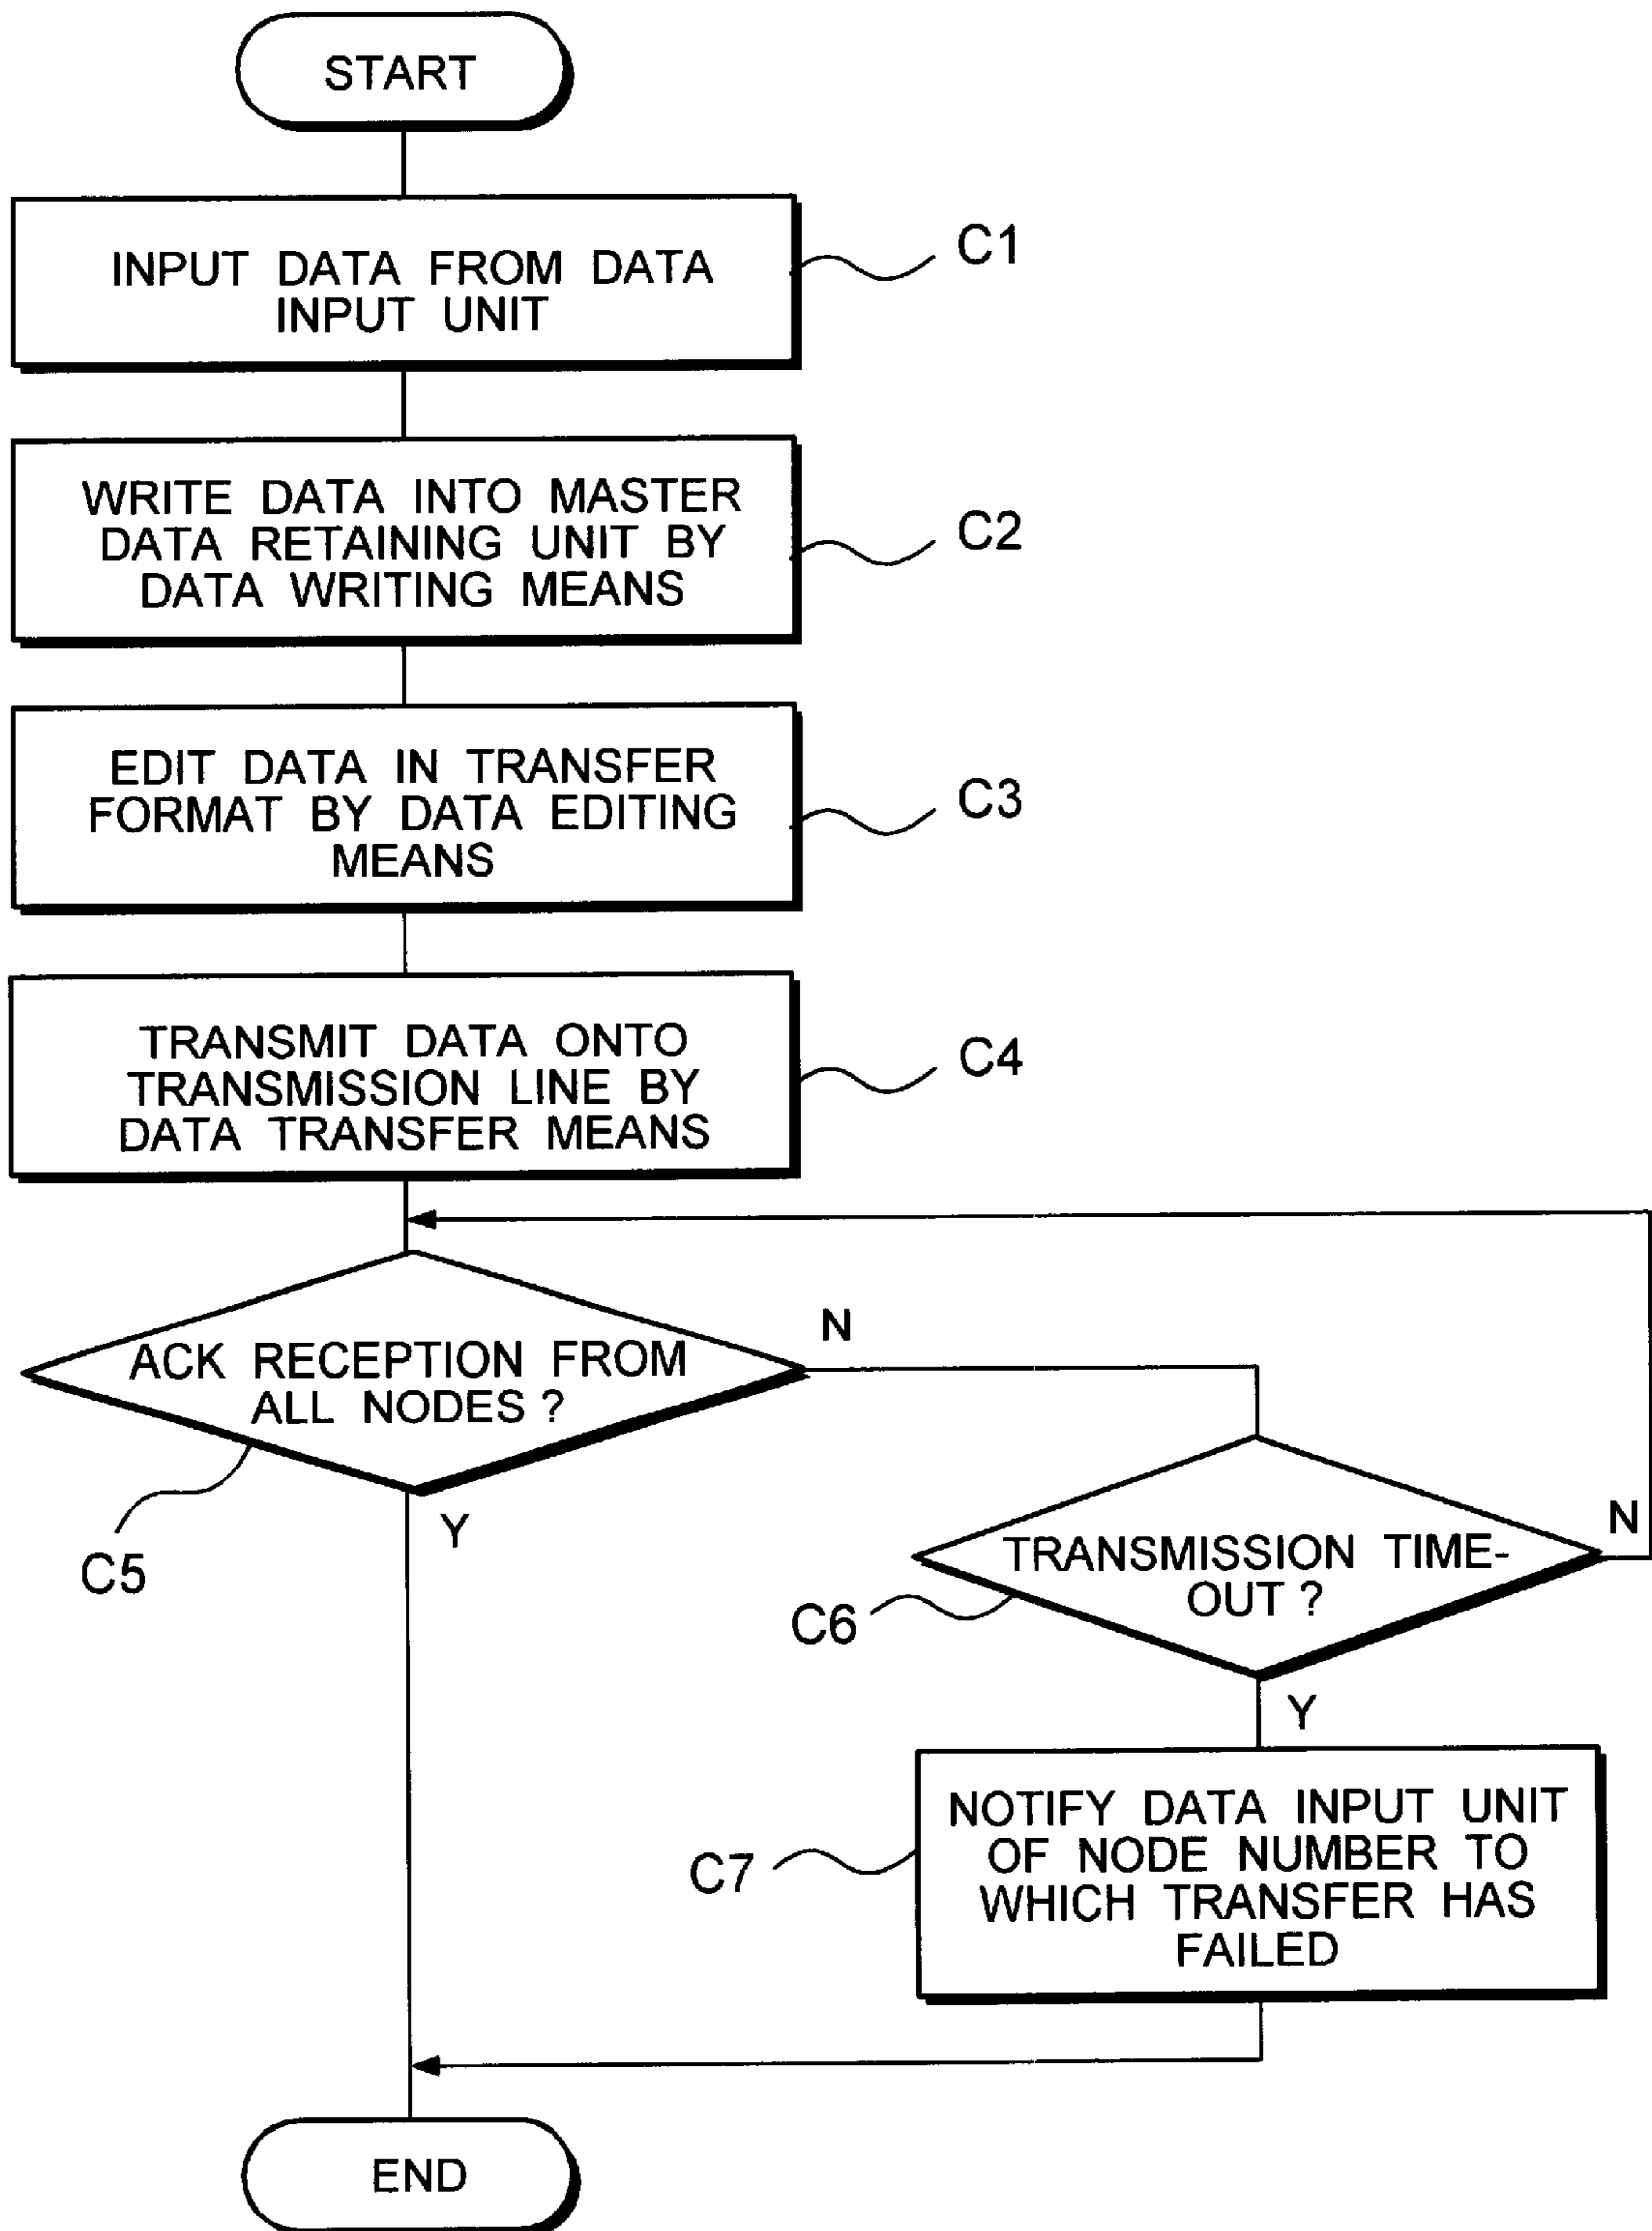 START
INPUT DATA FROM DATA
INPUT UNIT
C1
WRITE DATA INTO MASTER
DATA RETAINING UNIT BY
DATA WRITING MEANS
C2
EDIT DATA IN TRANSFER
FORMAT BY DATA EDITING
MEANS
C3
TRANSMIT DATA ONTO
TRANSMISSION LINE BY
DATA TRANSFER MEANS
C4
ACK RECEPTION FROM
ALL NODES ?
N
Y
C5
TRANSMISSION TIME-
OUT ?
N
C6
Y
NOTIFY DATA INPUT UNIT
OF NODE NUMBER TO
WHICH TRANSFER HAS
FAILED
C7
END